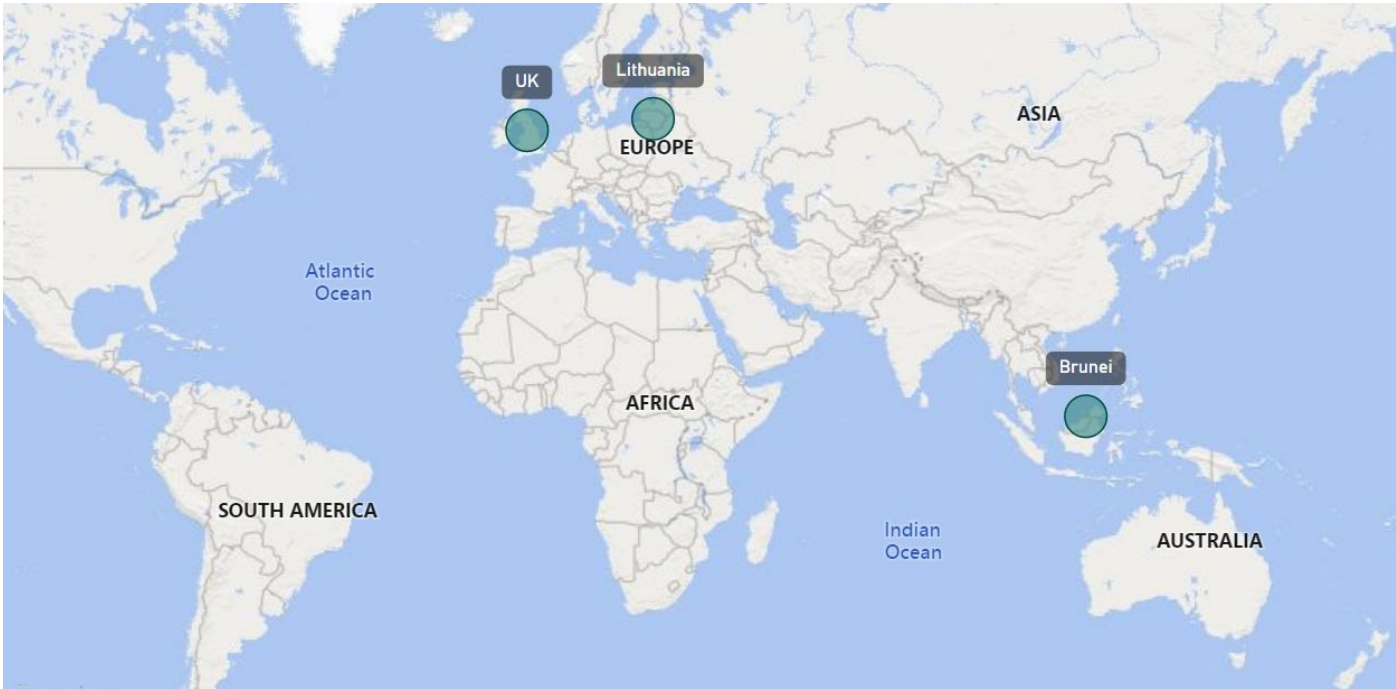 UK
Lithuania
EUROPE
ASIA
Atlantic
Ocean
Brunei
AFRICA
SOUTH AMERICA
Indian
Ocean
AUSTRALIA